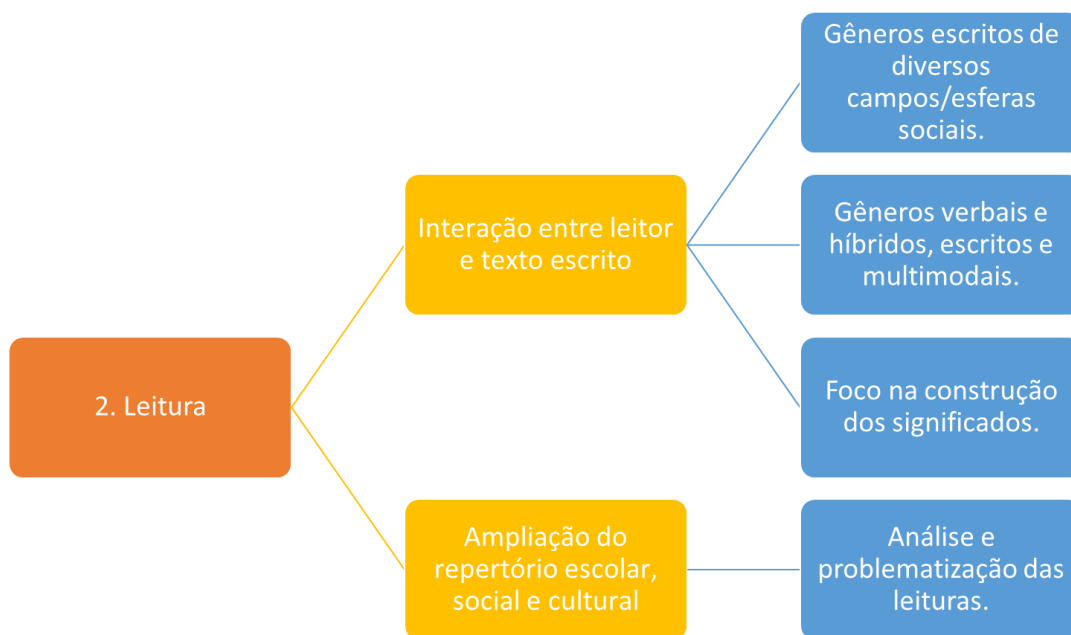 2. Leitura
Interação entre leitor
e texto escrito
Gêneros escritos de
diversos
campos/esferas
sociais.
Gêneros verbais e
híbridos, escritos e
multimodais.
Foco na construção
dos significados.
Ampliação do
repertório escolar,
social e cultural
Análise e
problematização das
leituras.